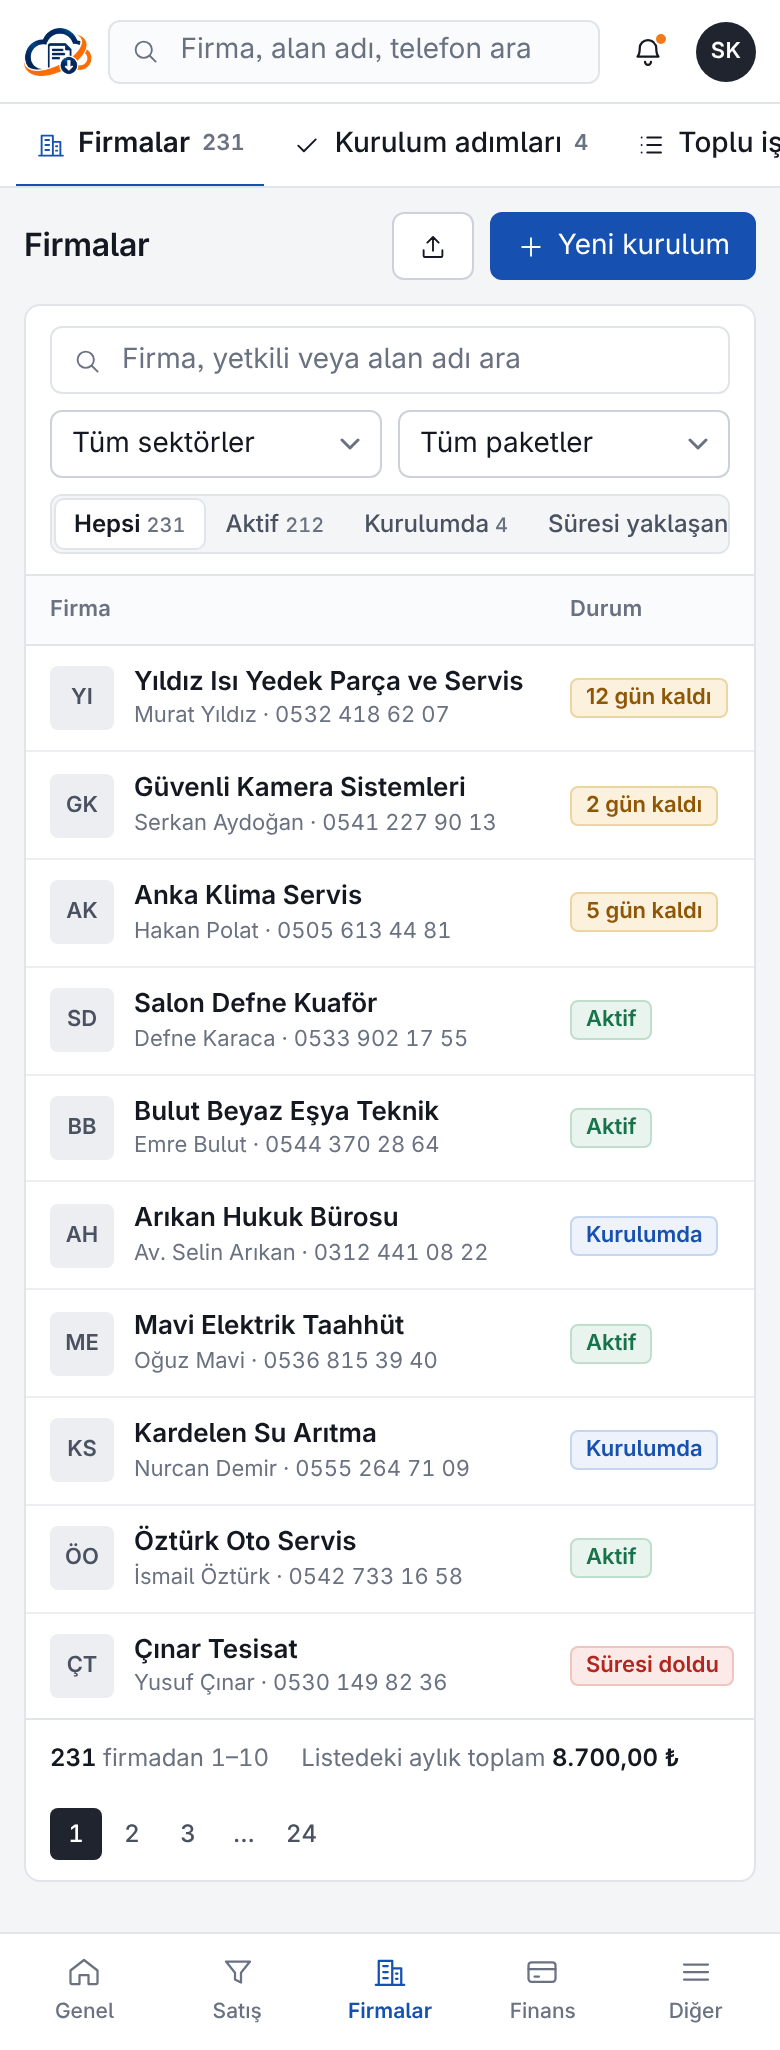 Firma, alan adı, telefon ara
SK
Firmalar 231
Kurulum adımları 4
Toplu iş
Firmalar
Yeni kurulum
Firma, yetkili veya alan adı ara
Tüm sektörler
Tüm paketler
Hepsi 231
Aktif 212
Kurulumda 4
Süresi yaklaşan
Firma
Durum
YI
Yıldız Isı Yedek Parça ve Servis
Murat Yıldız · 0532 418 62 07
12 gün kaldı
GK
Güvenli Kamera Sistemleri
Serkan Aydoğan · 0541 227 90 13
2 gün kaldı
AK
Anka Klima Servis
Hakan Polat · 0505 613 44 81
5 gün kaldı
SD
Salon Defne Kuaför
Defne Karaca · 0533 902 17 55
Aktif
BB
Bulut Beyaz Eşya Teknik
Emre Bulut · 0544 370 28 64
Aktif
AH
Arıkan Hukuk Bürosu
Av. Selin Arıkan · 0312 441 08 22
Kurulumda
ME
Mavi Elektrik Taahhüt
Oğuz Mavi · 0536 815 39 40
Aktif
KS
Kardelen Su Arıtma
Nurcan Demir · 0555 264 71 09
Kurulumda
ÖO
Öztürk Oto Servis
İsmail Öztürk · 0542 733 16 58
Aktif
ÇT
Çınar Tesisat
Yusuf Çınar · 0530 149 82 36
Süresi doldu
231 firmadan 1–10
Listedeki aylık toplam 8.700,00 ₺
1 2 3 ... 24
Genel
Satış
Firmalar
Finans
Diğer